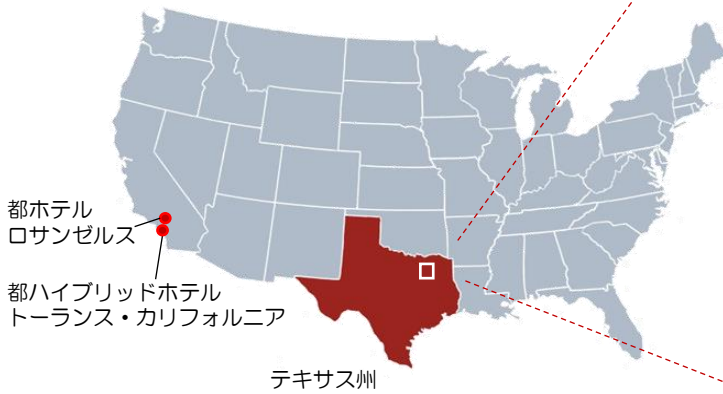 都ホテル
ロサンゼルス
都ハイブリッドホテル
トーランス・カリフォルニア
テキサス州